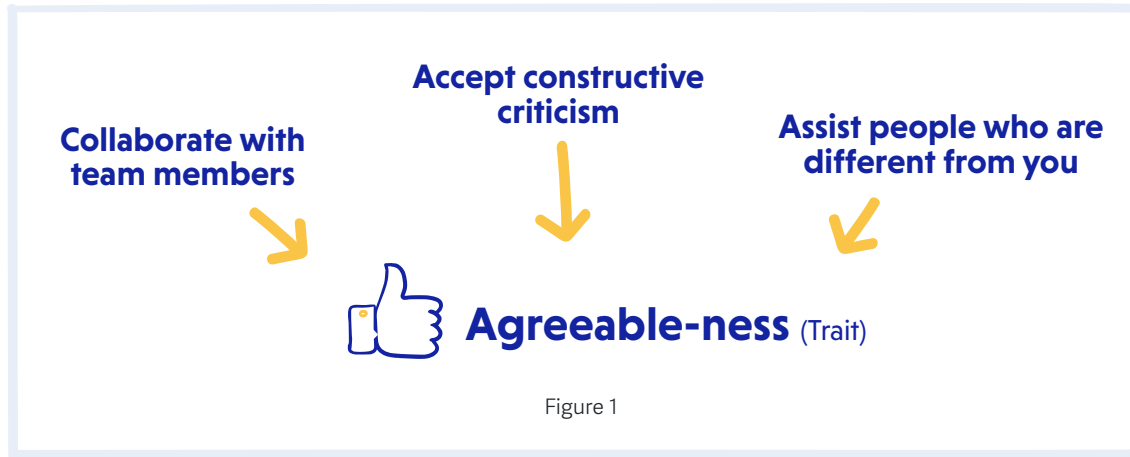 Accept constructive
criticism
Collaborate with
team members
Assist people who are
different from you
Agreeable-ness (Trait)
Figure 1